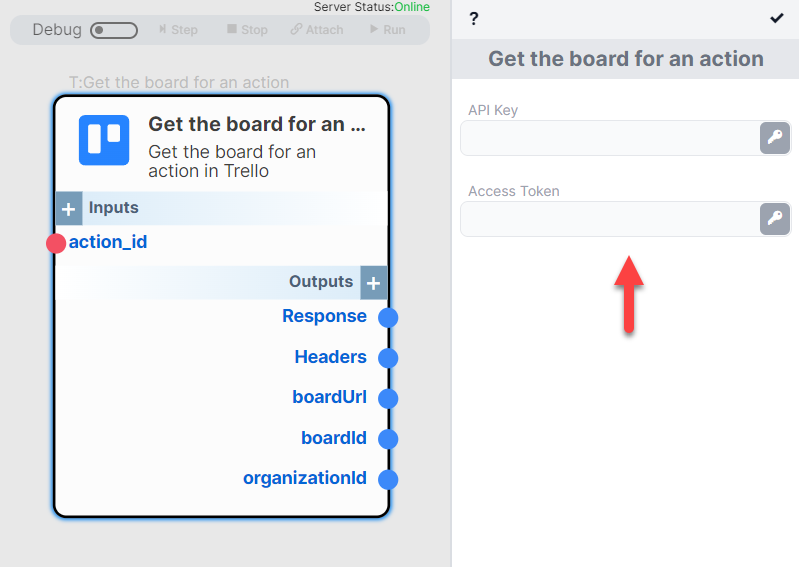 Server Status:Online
Debug
Step
Stop
Attach
Run
T:Get the board for an action
Get the board for an ...
Get the board for an
action in Trello
+ Inputs
action_id
Outputs +
Response
Headers
boardUrl
boardId
organizationId
?
Get the board for an action
API Key
Access Token